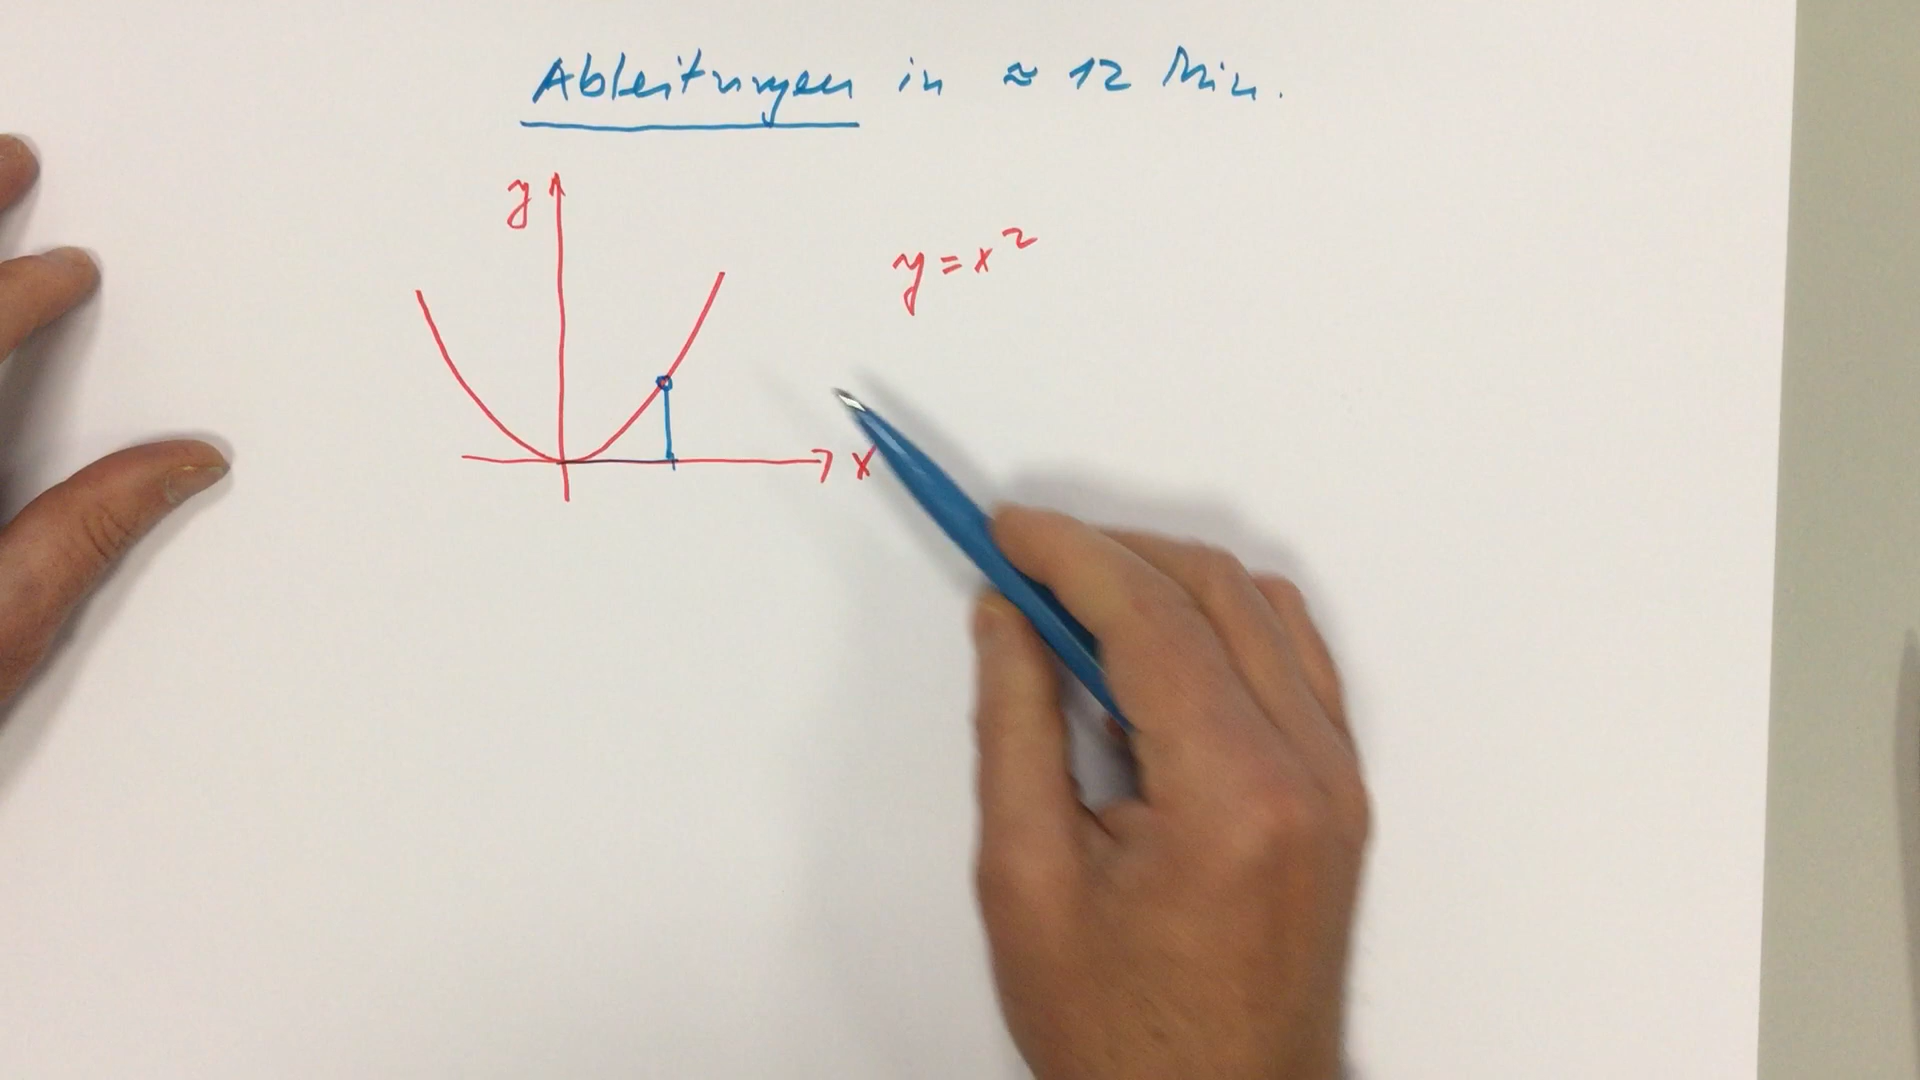 Ableitungen in ≈ 12 Min.
y
y = x²
x